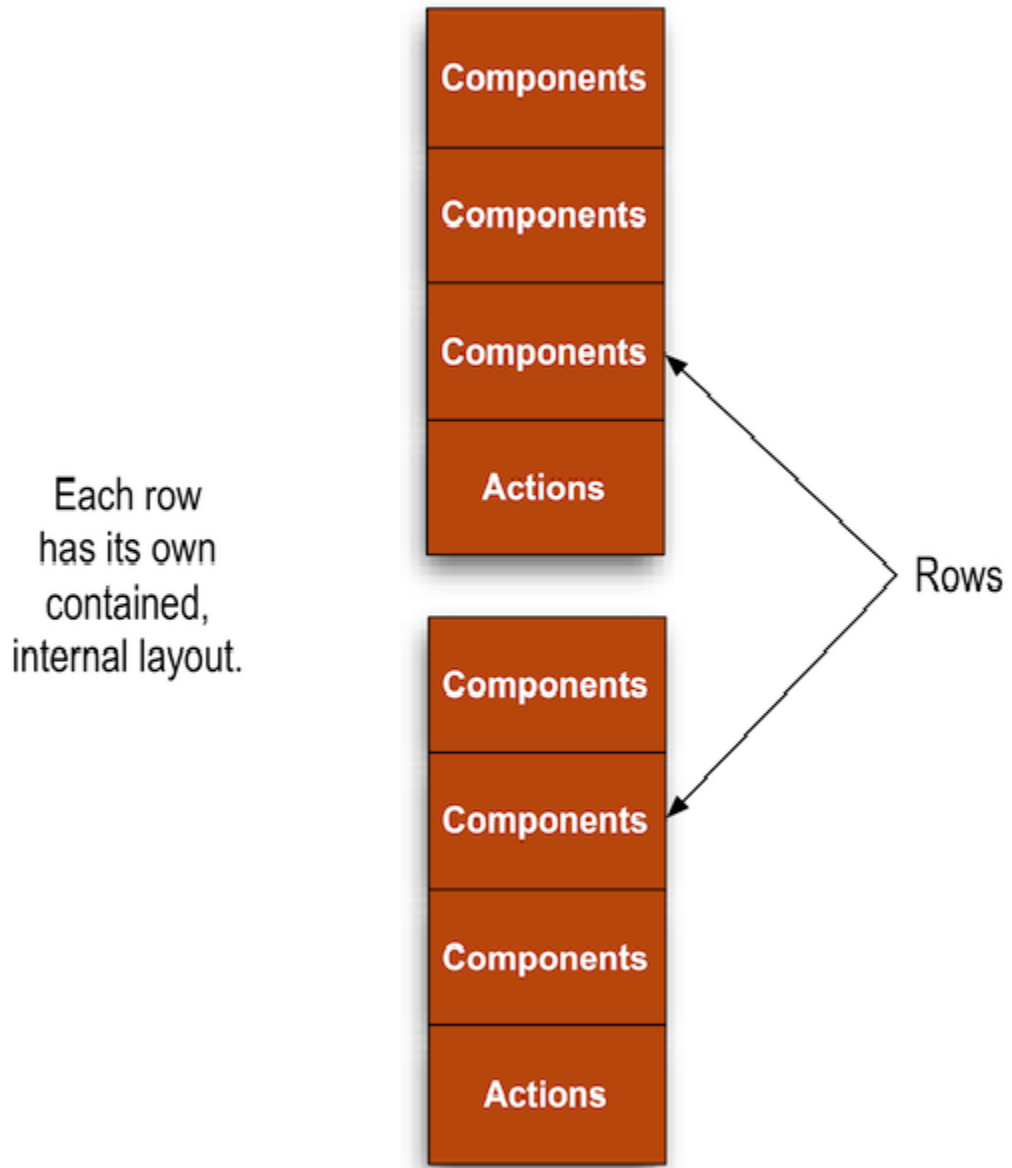 Components
Components
Components
Actions
Each row
has its own
contained,
internal layout.
Rows
Components
Components
Components
Actions